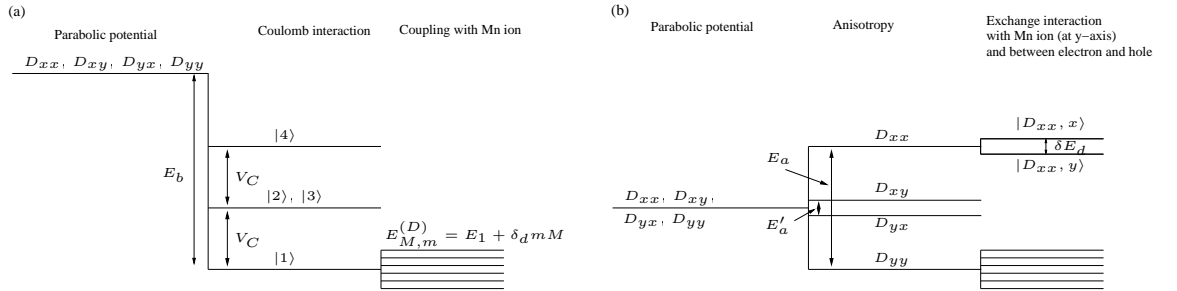 (a)
Parabolic potential
Coulomb interaction
Coupling with Mn ion
D_{xx}, D_{xy}, D_{yx}, D_{yy}
|4⟩
E_b
V_C
|2⟩, |3⟩
V_C
E_{M,m}^{(D)} = E_1 + δ_d mM
|1⟩
(b)
Parabolic potential
Anisotropy
Exchange interaction
with Mn ion (at y−axis)
and between electron and hole
D_{xx}
|D_{xx}, x⟩
δE_d
|D_{xx}, y⟩
E_a
D_{xx}, D_{xy},
D_{yx}, D_{yy}
D_{xy}
E_a′
D_{yx}
D_{yy}